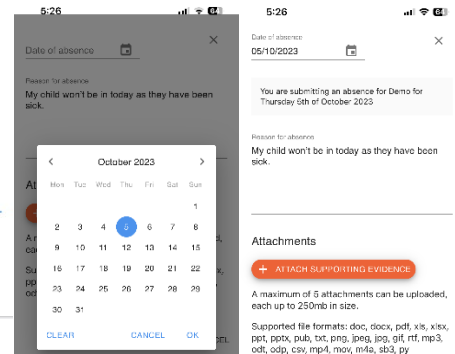 5:26
64
Date of absence
Reason for absence
My child won't be in today as they have been
sick.
October 2023
Mon Tue Wed Thu Fri Sat Sun
1
2 3 4 5 6 7 8
9 10 11 12 13 14 15
16 17 18 19 20 21 22
23 24 25 26 27 28 29
30 31
CLEAR CANCEL OK
5:26
64
Date of absence
05/10/2023
You are submitting an absence for Demo for
Thursday 5th of October 2023
Reason for absence
My child won't be in today as they have been
sick.
Attachments
+ ATTACH SUPPORTING EVIDENCE
A maximum of 5 attachments can be uploaded,
each up to 250mb in size.
Supported file formats: doc, docx, pdf, xls, xlsx,
ppt, pptx, pub, txt, png, jpeg, jpg, gif, rtf, mp3,
odt, odp, csv, mp4, mov, m4a, sb3, py